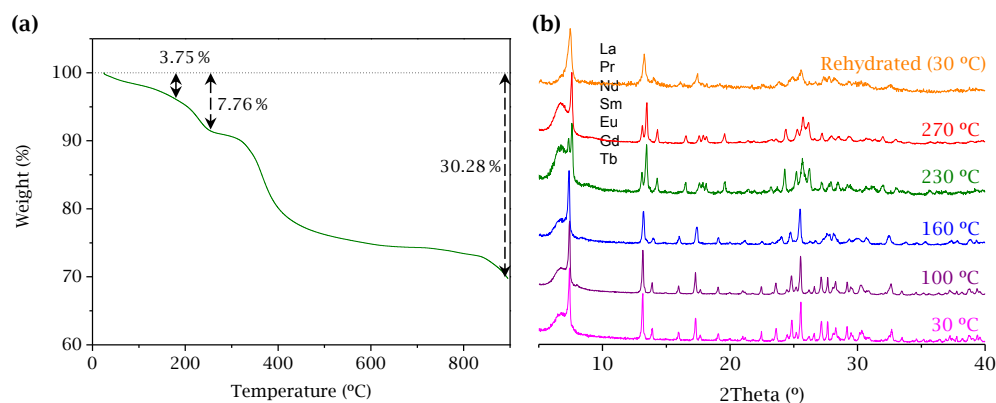 (a)
100
90
80
70
60
Weight (%)
3.75 %
7.76 %
30.28 %
0
200
400
600
800
Temperature (ºC)
(b)
La
Pr
Nd
Sm
Eu
Gd
Tb
Rehydrated (30 ºC)
270 ºC
230 ºC
160 ºC
100 ºC
30 ºC
10
20
30
40
2Theta (º)